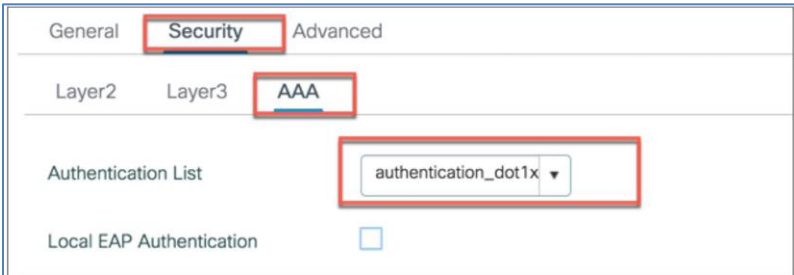 General Security Advanced
Layer2 Layer3 AAA
Authentication List authentication_dot1x
Local EAP Authentication